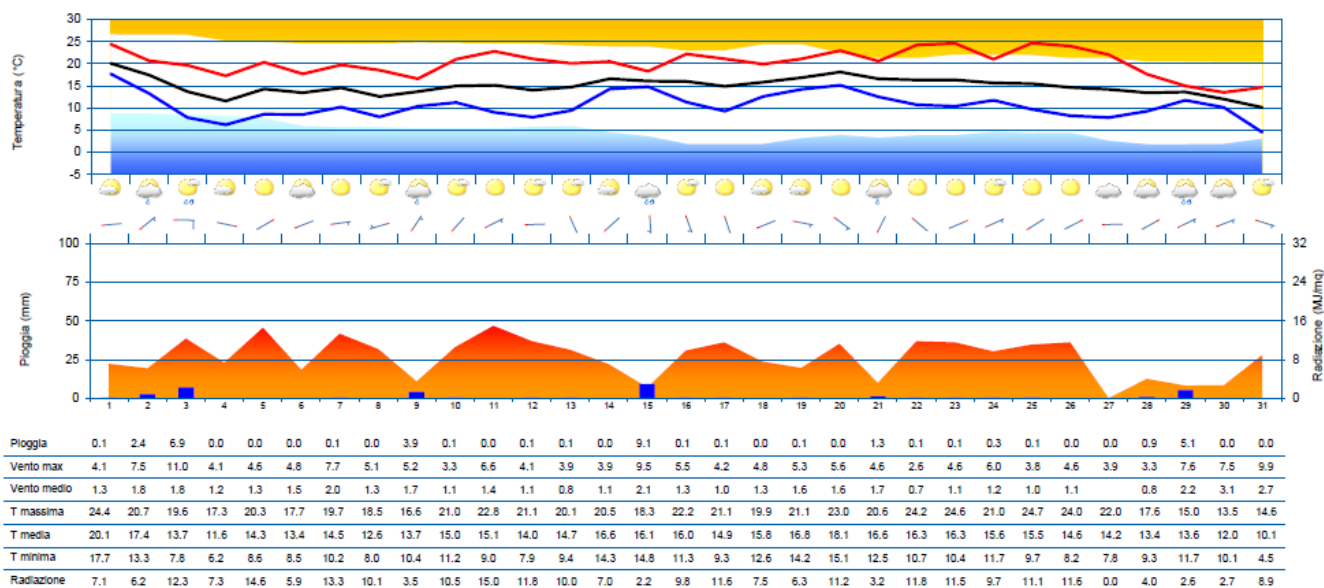 30
25
20
15
10
5
0
-5
Temperatura (°C)
100
75
50
25
0
Pioggia (mm)
32
24
16
8
0
Radiazione (MJ/mq)
1 2 3 4 5 6 7 8 9 10 11 12 13 14 15 16 17 18 19 20 21 22 23 24 25 26 27 28 29 30 31
Pioggia 0.1 2.4 6.9 0.0 0.0 0.0 0.1 0.0 3.9 0.1 0.0 0.1 0.1 0.0 9.1 0.1 0.1 0.0 0.1 0.0 1.3 0.1 0.1 0.3 0.1 0.0 0.0 0.9 5.1 0.0 0.0
Vento max 4.1 7.5 11.0 4.1 4.6 4.8 7.7 5.1 5.2 3.3 6.6 4.1 3.9 3.9 9.5 5.5 4.2 4.8 5.3 5.6 4.6 2.6 4.6 6.0 3.8 4.6 3.9 3.3 7.6 7.5 9.9
Vento medio 1.3 1.8 1.8 1.2 1.3 1.5 2.0 1.3 1.7 1.1 1.4 1.1 0.8 1.1 2.1 1.3 1.0 1.3 1.6 1.6 1.7 0.7 1.1 1.2 1.0 1.1 0.8 2.2 3.1 2.7
T massima 24.4 20.7 19.6 17.3 20.3 17.7 19.7 18.5 16.6 21.0 22.8 21.1 20.1 20.5 18.3 22.2 21.1 19.9 21.1 23.0 20.6 24.2 24.6 21.0 24.7 24.0 22.0 17.6 15.0 13.5 14.6
T media 20.1 17.4 13.7 11.6 14.3 13.4 14.5 12.6 13.7 15.0 15.1 14.0 14.7 16.6 16.1 16.0 14.9 15.8 16.8 18.1 16.6 16.3 16.3 15.6 15.5 14.6 14.2 13.4 13.6 12.0 10.1
T minima 17.7 13.3 7.8 6.2 8.6 8.5 10.2 8.0 10.4 11.2 9.0 7.9 9.4 14.3 14.8 11.3 9.3 12.6 14.2 15.1 12.5 10.7 10.4 11.7 9.7 8.2 7.8 9.3 11.7 10.1 4.5
Radiazione 7.1 6.2 12.3 7.3 14.6 5.9 13.3 10.1 3.5 10.5 15.0 11.8 10.0 7.0 2.2 9.8 11.6 7.5 6.3 11.2 3.2 11.8 11.5 9.7 11.1 11.6 0.0 4.0 2.6 2.7 8.9